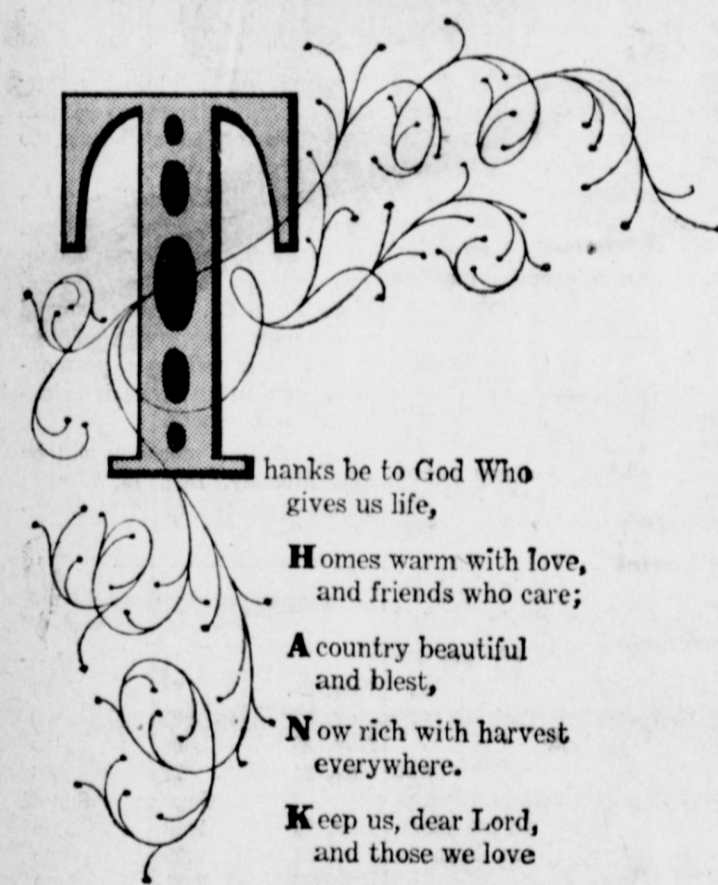 Thanks be to God Who
gives us life,
Homes warm with love,
and friends who care;
A country beautiful
and blest,
Now rich with harvest
everywhere.
Keep us, dear Lord,
and those we love